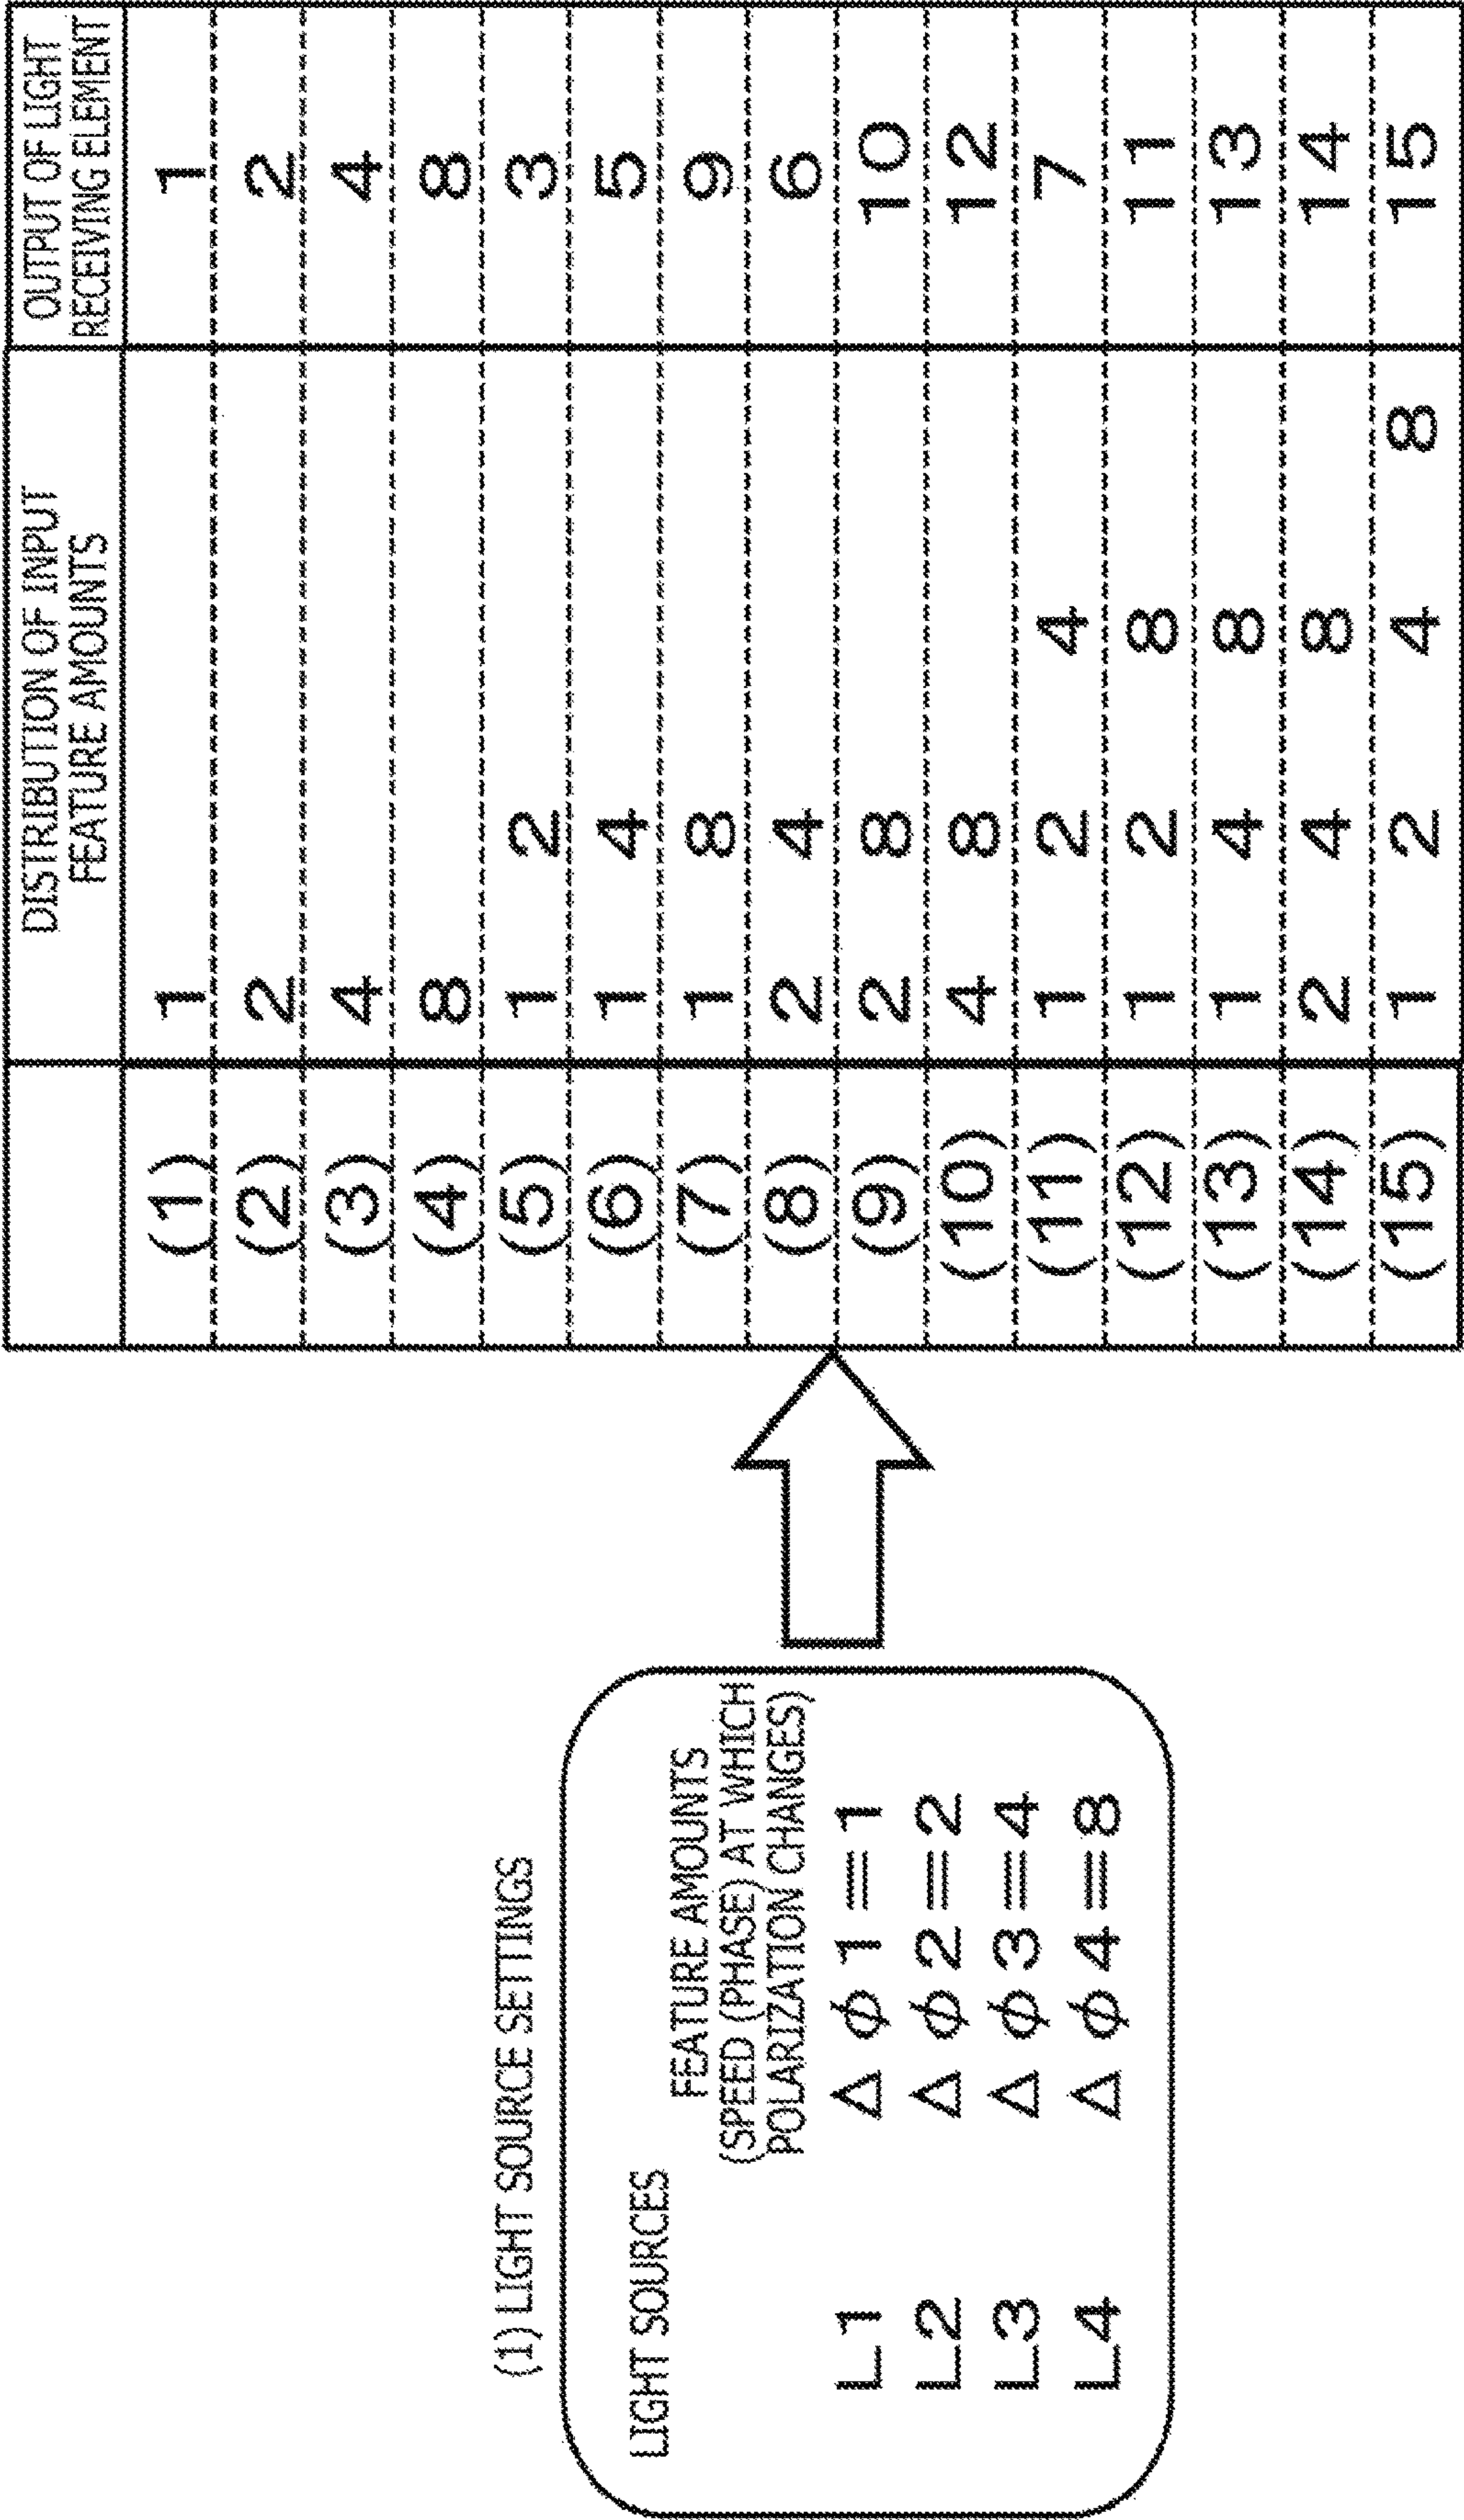 (1) LIGHT SOURCE SETTINGS
LIGHT SOURCES
FEATURE AMOUNTS
(SPEED (PHASE) AT WHICH
POLARIZATION CHANGES)
L1 Δφ1=1
L2 Δφ2=2
L3 Δφ3=4
L4 Δφ4=8
DISTRIBUTION OF INPUT
FEATURE AMOUNTS
OUTPUT OF LIGHT
RECEIVING ELEMENT
(1) 1 1
(2) 2 2
(3) 4 4
(4) 8 8
(5) 1 2 3
(6) 1 4 5
(7) 1 8 9
(8) 2 4 6
(9) 2 8 10
(10) 4 8 12
(11) 1 2 4 7
(12) 1 2 8 11
(13) 1 4 8 13
(14) 2 4 8 14
(15) 1 2 4 8 15